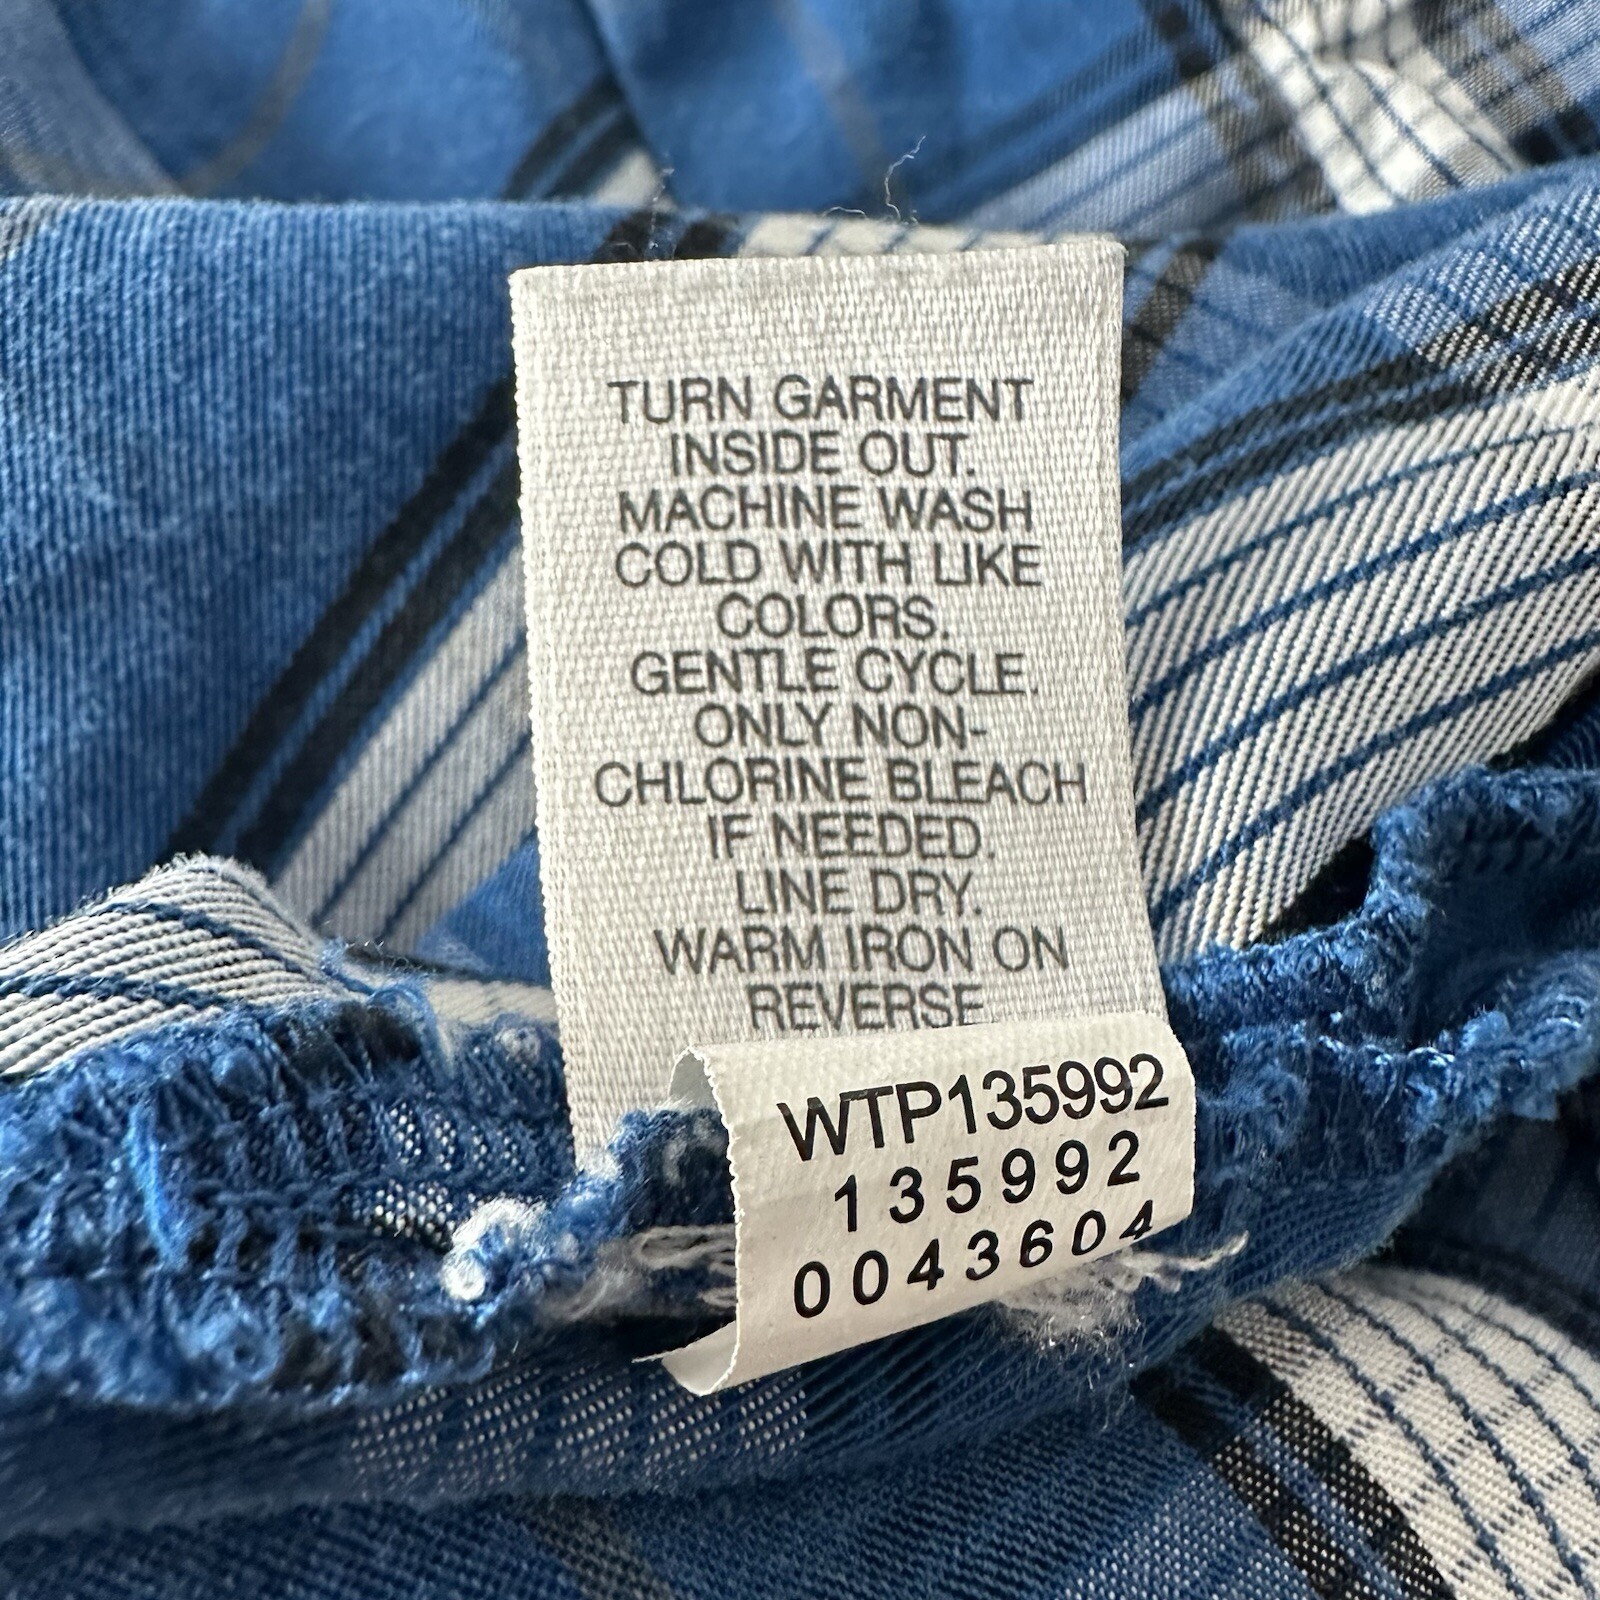 TURN GARMENT
INSIDE OUT.
MACHINE WASH
COLD WITH LIKE
COLORS.
GENTLE CYCLE.
ONLY NON-
CHLORINE BLEACH
IF NEEDED.
LINE DRY.
WARM IRON ON
REVERSE
WTP135992
135992
0043604